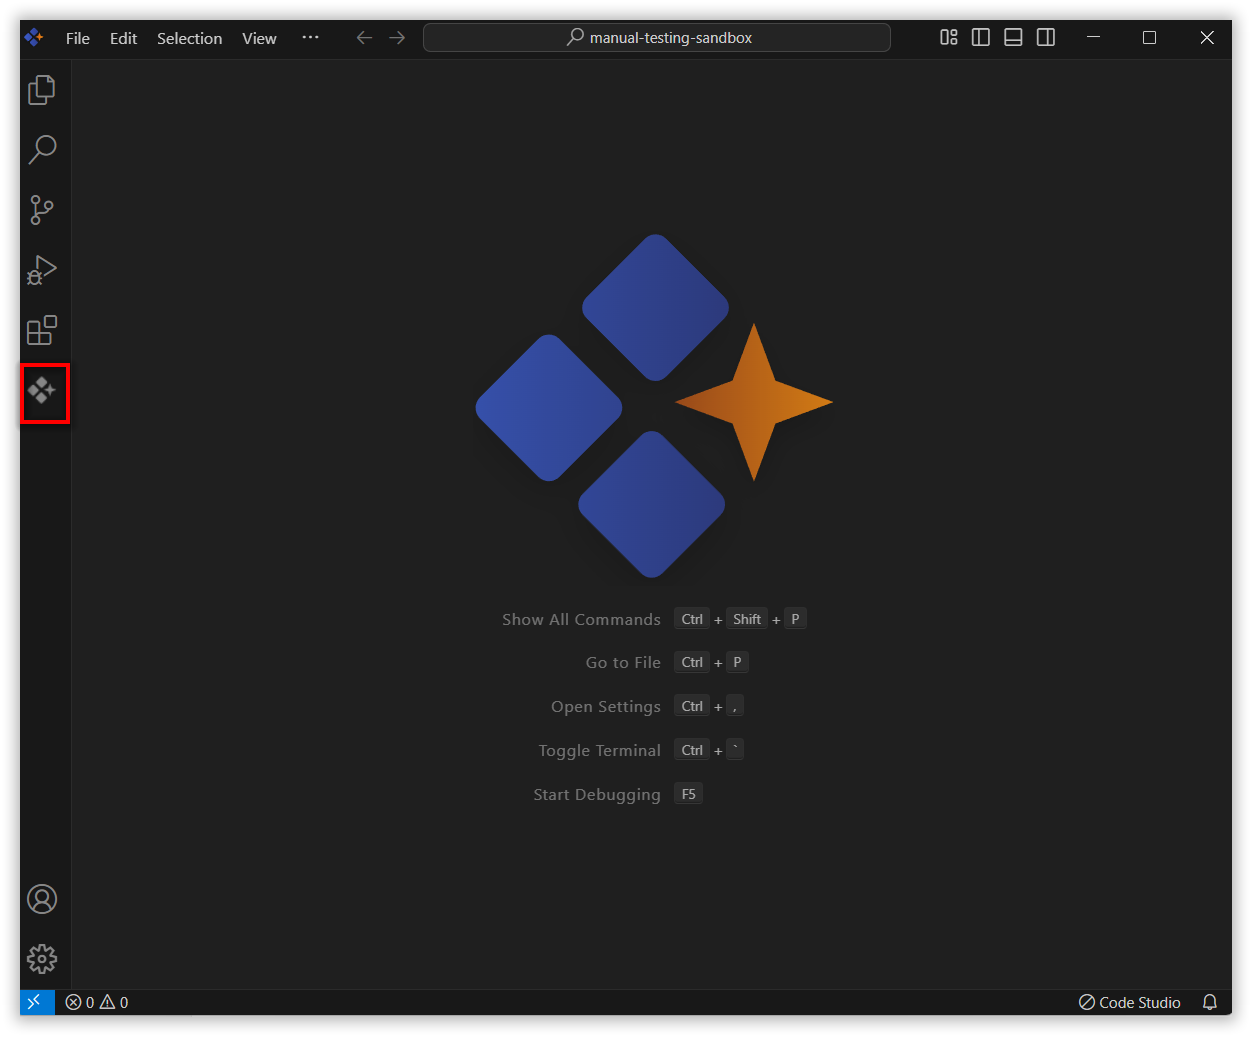 File Edit Selection View ··· manual-testing-sandbox
Show All Commands Ctrl + Shift + P
Go to File Ctrl + P
Open Settings Ctrl + ,
Toggle Terminal Ctrl + `
Start Debugging F5
0 0 Code Studio